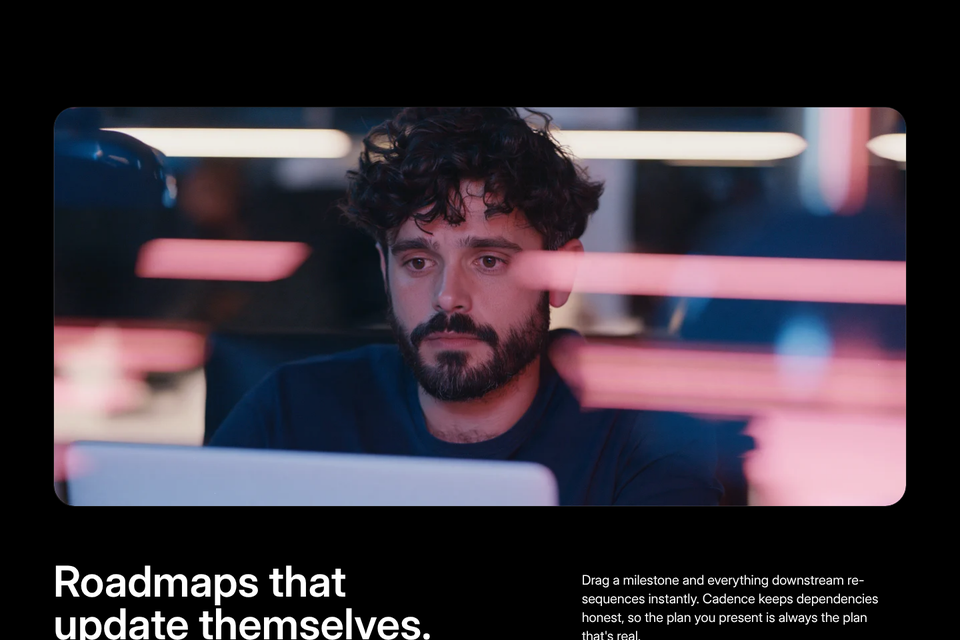 Roadmaps that
update themselves.
Drag a milestone and everything downstream re-
sequences instantly. Cadence keeps dependencies
honest, so the plan you present is always the plan
that's real.